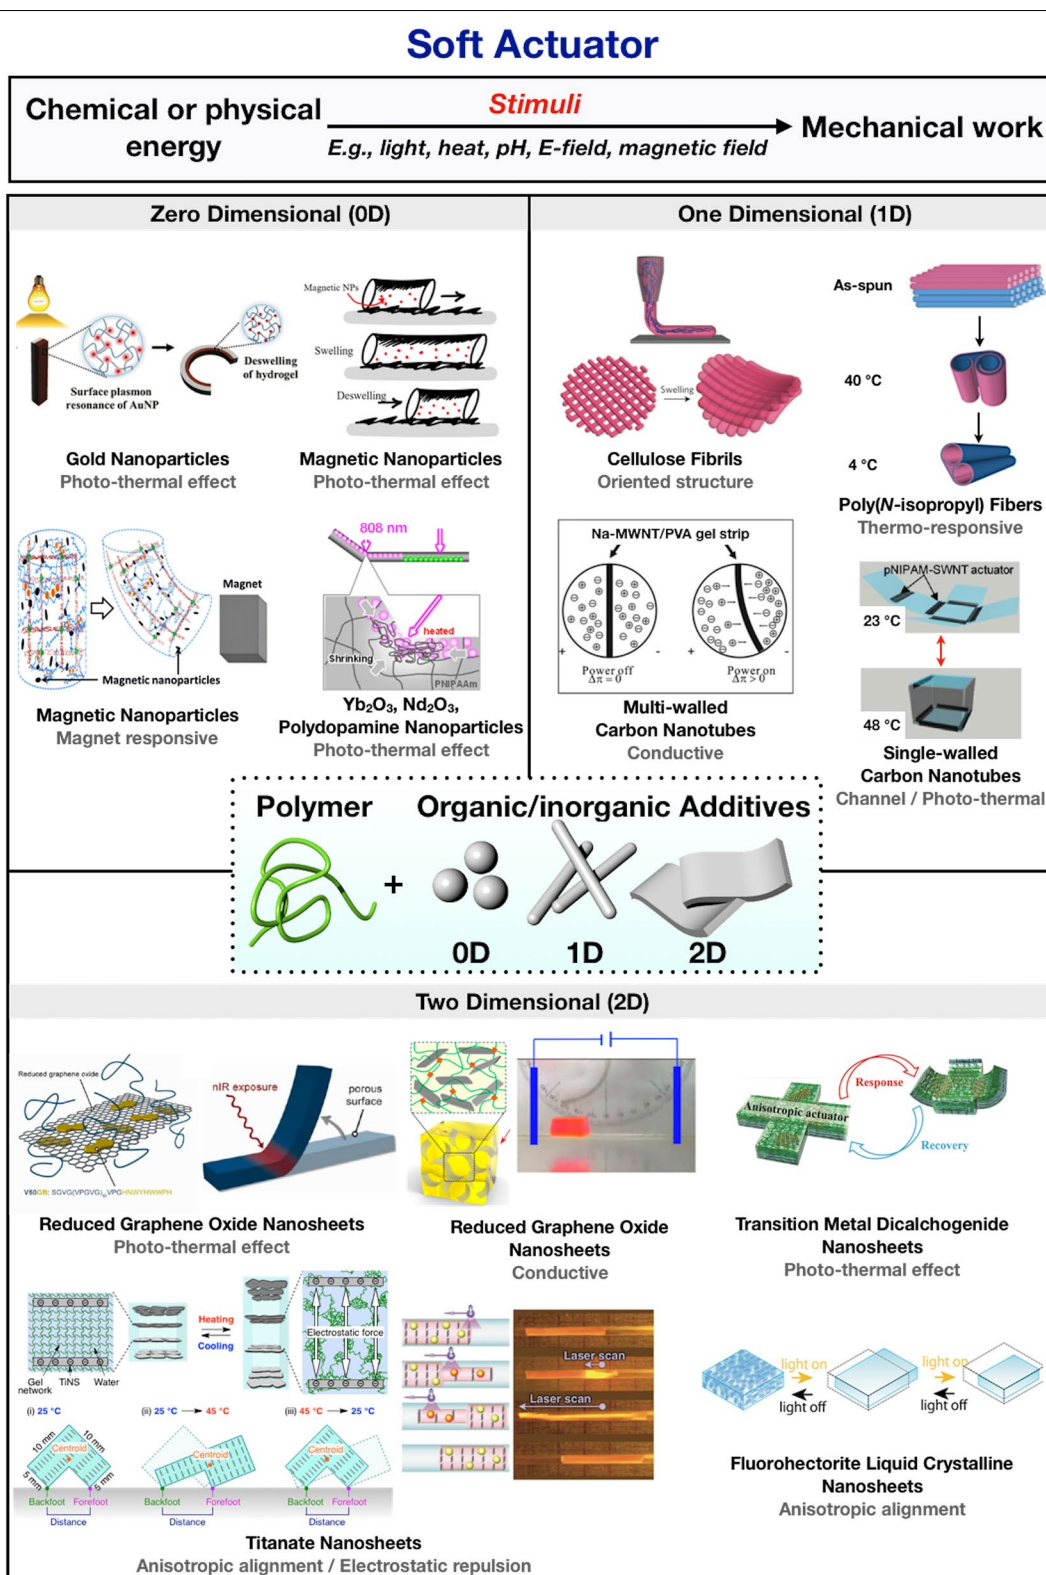 Soft Actuator
Chemical or physical
energy
Stimuli
E.g., light, heat, pH, E-field, magnetic field
Mechanical work
Zero Dimensional (0D)
Surface plasmon
resonance of AuNP
Deswelling
of hydrogel
Gold Nanoparticles
Photo-thermal effect
Magnetic NPs
Swelling
Deswelling
Magnetic Nanoparticles
Photo-thermal effect
Magnet
Magnetic nanoparticles
Magnetic Nanoparticles
Magnet responsive
808 nm
heated
Shrinking
PNIPAAm
Yb₂O₃, Nd₂O₃,
Polydopamine Nanoparticles
Photo-thermal effect
One Dimensional (1D)
Swelling
Cellulose Fibrils
Oriented structure
As-spun
40 °C
4 °C
Poly(N-isopropyl) Fibers
Thermo-responsive
Na-MWNT/PVA gel strip
+ - + -
Power off
Δπ = 0
Power on
Δπ > 0
Multi-walled
Carbon Nanotubes
Conductive
pNIPAM-SWNT actuator
23 °C
48 °C
Single-walled
Carbon Nanotubes
Channel / Photo-thermal
Polymer
Organic/inorganic Additives
+
0D
1D
2D
Two Dimensional (2D)
Reduced graphene oxide
V50GB: SGVG(VPGVG)₅₀VPGHNWYHWWPH
nIR exposure
porous
surface
Reduced Graphene Oxide Nanosheets
Photo-thermal effect
Reduced Graphene Oxide
Nanosheets
Conductive
Anisotropic actuator
Response
Recovery
Transition Metal Dicalchogenide
Nanosheets
Photo-thermal effect
Gel
network
TiNS
Water
Heating
Cooling
Electrostatic force
(i) 25 °C
(ii) 25 °C → 45 °C
(iii) 45 °C → 25 °C
10 mm
10 mm
Centroid
5 mm
5 mm
Centroid
Centroid
Backfoot
Forefoot
Distance
Backfoot
Forefoot
Distance
Backfoot
Forefoot
Distance
Laser scan
Laser scan
Titanate Nanosheets
Anisotropic alignment / Electrostatic repulsion
light on
light off
light on
light off
Fluorohectorite Liquid Crystalline
Nanosheets
Anisotropic alignment